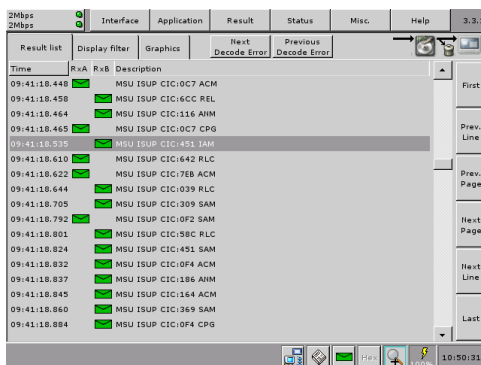 2Mbps
2Mbps
Interface Application Result Status Misc. Help 3.3.
Result list Display filter Graphics Next Decode Error Previous Decode Error
Time RxA RxB Description
09:41:18.448 MSU ISUP CIC:0C7 ACM
09:41:18.458 MSU ISUP CIC:6CC REL
09:41:18.464 MSU ISUP CIC:116 ANM
09:41:18.465 MSU ISUP CIC:0C7 CPG
09:41:18.535 MSU ISUP CIC:451 IAM
09:41:18.610 MSU ISUP CIC:642 RLC
09:41:18.622 MSU ISUP CIC:7EB ACM
09:41:18.644 MSU ISUP CIC:039 RLC
09:41:18.705 MSU ISUP CIC:309 SAM
09:41:18.792 MSU ISUP CIC:0F2 SAM
09:41:18.801 MSU ISUP CIC:58C RLC
09:41:18.824 MSU ISUP CIC:451 SAM
09:41:18.832 MSU ISUP CIC:0F4 ACM
09:41:18.837 MSU ISUP CIC:186 ANM
09:41:18.845 MSU ISUP CIC:164 ACM
09:41:18.860 MSU ISUP CIC:369 SAM
09:41:18.884 MSU ISUP CIC:0F4 CPG
First
Prev. Line
Prev. Page
Next Page
Next Line
Last
Hex 100% 10:50:31